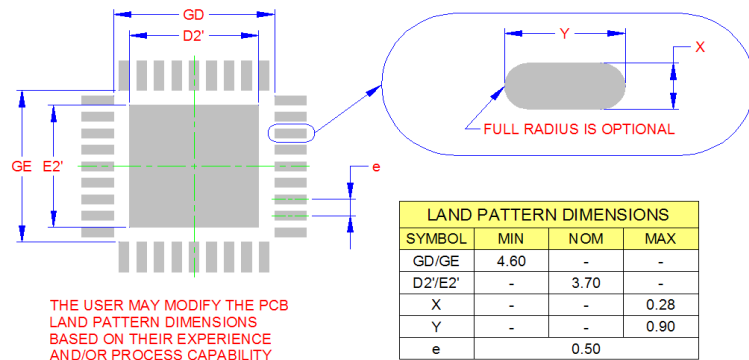 GD
D2'
Y
X
GE
E2'
e
FULL RADIUS IS OPTIONAL
LAND PATTERN DIMENSIONS
SYMBOL MIN NOM MAX
GD/GE 4.60 - -
D2'/E2' - 3.70 -
X - - 0.28
Y - - 0.90
e 0.50
THE USER MAY MODIFY THE PCB
LAND PATTERN DIMENSIONS
BASED ON THEIR EXPERIENCE
AND/OR PROCESS CAPABILITY